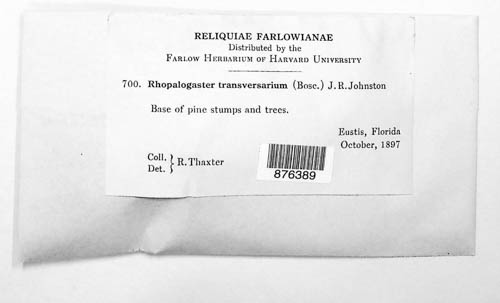 RELIQUIAE FARLOWIANAE
Distributed by the
FARLOW HERBARIUM OF HARVARD UNIVERSITY
700. Rhopalogaster transversarium (Bosc.) J. R. Johnston
Base of pine stumps and trees.
Eustis, Florida
October, 1897
Coll. } R. Thaxter
Det.
876389